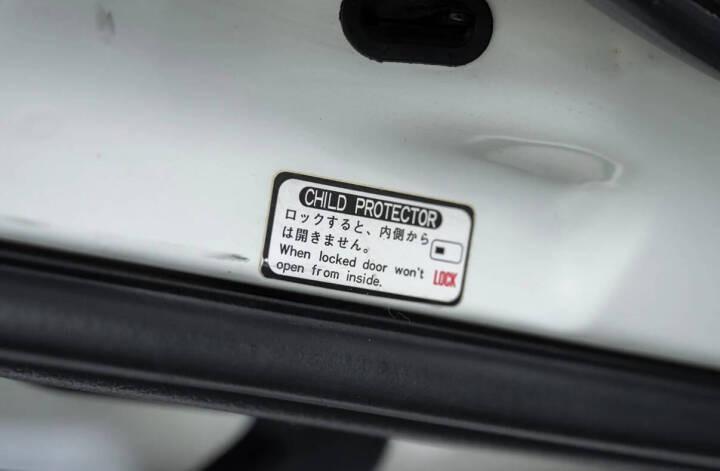 CHILD PROTECTOR
ロックすると、内側から
は開きません。
When locked door won't
open from inside.
LOCK